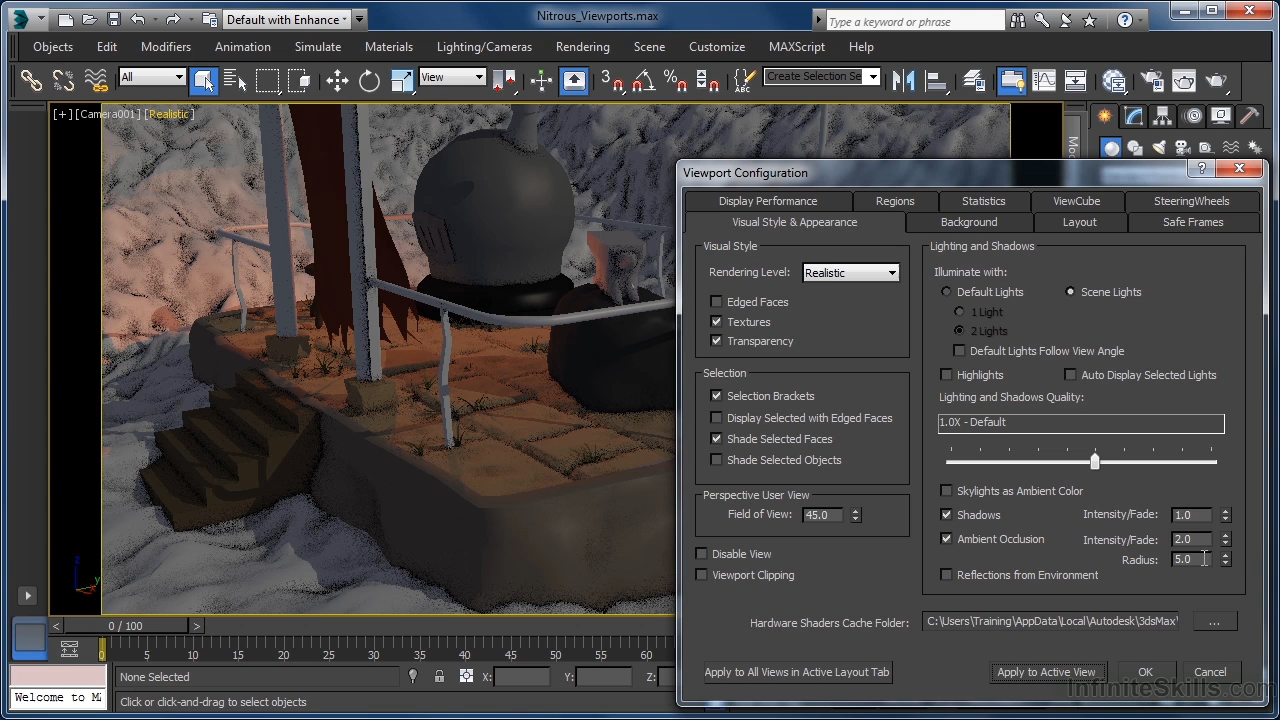 Default with Enhance
Nitrous_Viewports.max
Type a keyword or phrase
Objects Edit Modifiers Animation Simulate Materials Lighting/Cameras Rendering Scene Customize MAXScript Help
All View 3 % ABC Create Selection Se
[+] [Camera001] [Realistic]
Viewport Configuration
Display Performance Regions Statistics ViewCube SteeringWheels
Visual Style & Appearance Background Layout Safe Frames
Visual Style
Rendering Level: Realistic
Edged Faces
Textures
Transparency
Selection
Selection Brackets
Display Selected with Edged Faces
Shade Selected Faces
Shade Selected Objects
Perspective User View
Field of View: 45.0
Disable View
Viewport Clipping
Lighting and Shadows
Illuminate with:
Default Lights Scene Lights
1 Light
2 Lights
Default Lights Follow View Angle
Highlights Auto Display Selected Lights
Lighting and Shadows Quality:
1.0X - Default
Skylights as Ambient Color
Shadows Intensity/Fade: 1.0
Ambient Occlusion Intensity/Fade: 2.0
Radius: 5.0
Reflections from Environment
Hardware Shaders Cache Folder: C:\Users\Training\AppData\Local\Autodesk\3dsMax\ ...
Apply to All Views in Active Layout Tab Apply to Active View OK Cancel
z
y
< 0 / 100 >
0 5 10 15 20 25 30 35 40 45 50 55 60
None Selected X: Y: Z:
Welcome to M
Click or click-and-drag to select objects
InfiniteSkills.com